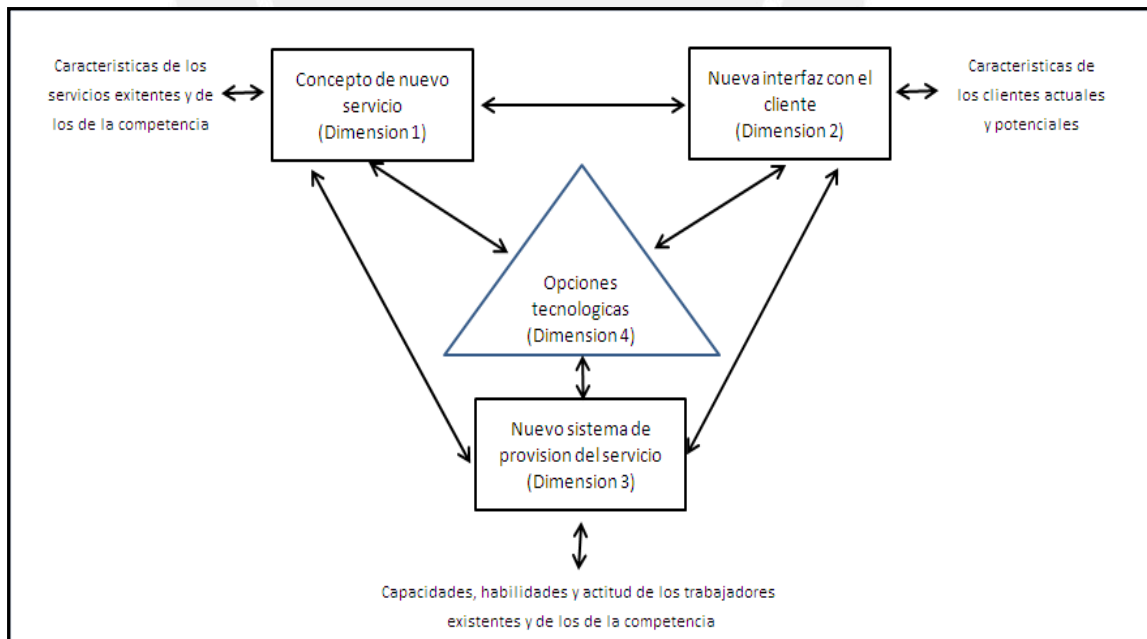 Caracteristicas de los
servicios exitentes y de
los de la competencia
Concepto de nuevo
servicio
(Dimension 1)
Nueva interfaz con el
cliente
(Dimension 2)
Caracteristicas de
los clientes actuales
y potenciales
Opciones
tecnologicas
(Dimension 4)
Nuevo sistema de
provision del servicio
(Dimension 3)
Capacidades, habilidades y actitud de los trabajadores
existentes y de los de la competencia